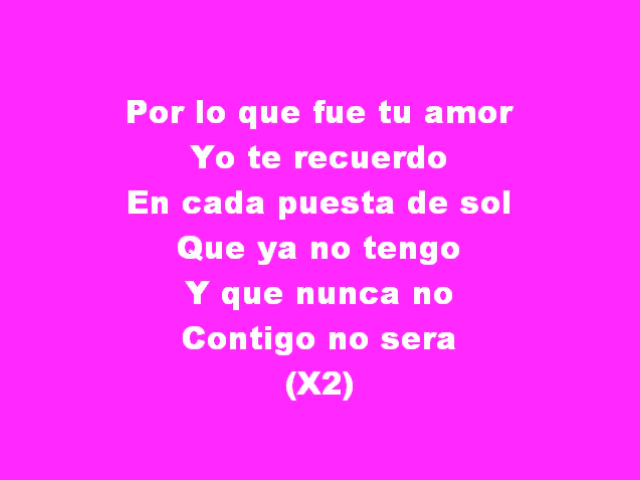 Por lo que fue tu amor
Yo te recuerdo
En cada puesta de sol
Que ya no tengo
Y que nunca no
Contigo no sera
(X2)